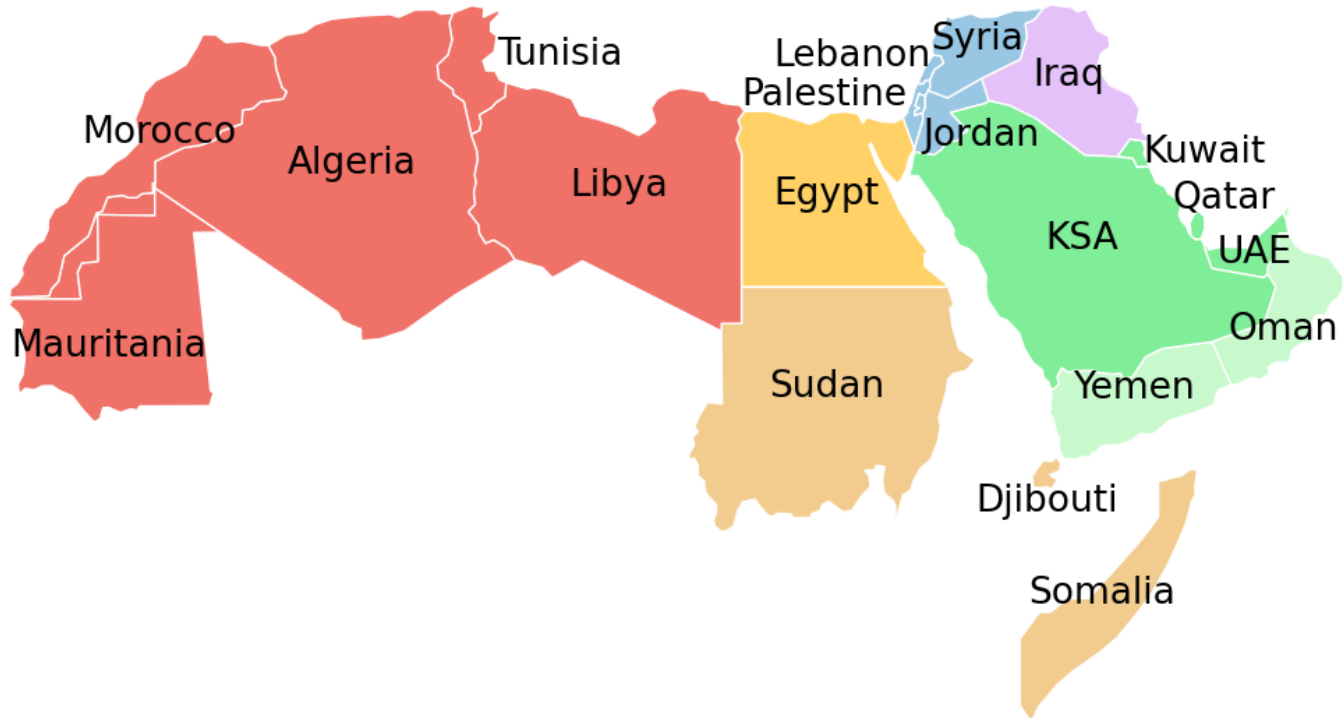 Syria
Tunisia
Lebanon
Iraq
Palestine
Morocco
Jordan
Kuwait
Algeria
Libya
Egypt
Qatar
KSA
UAE
Oman
Mauritania
Sudan
Yemen
Djibouti
Somalia